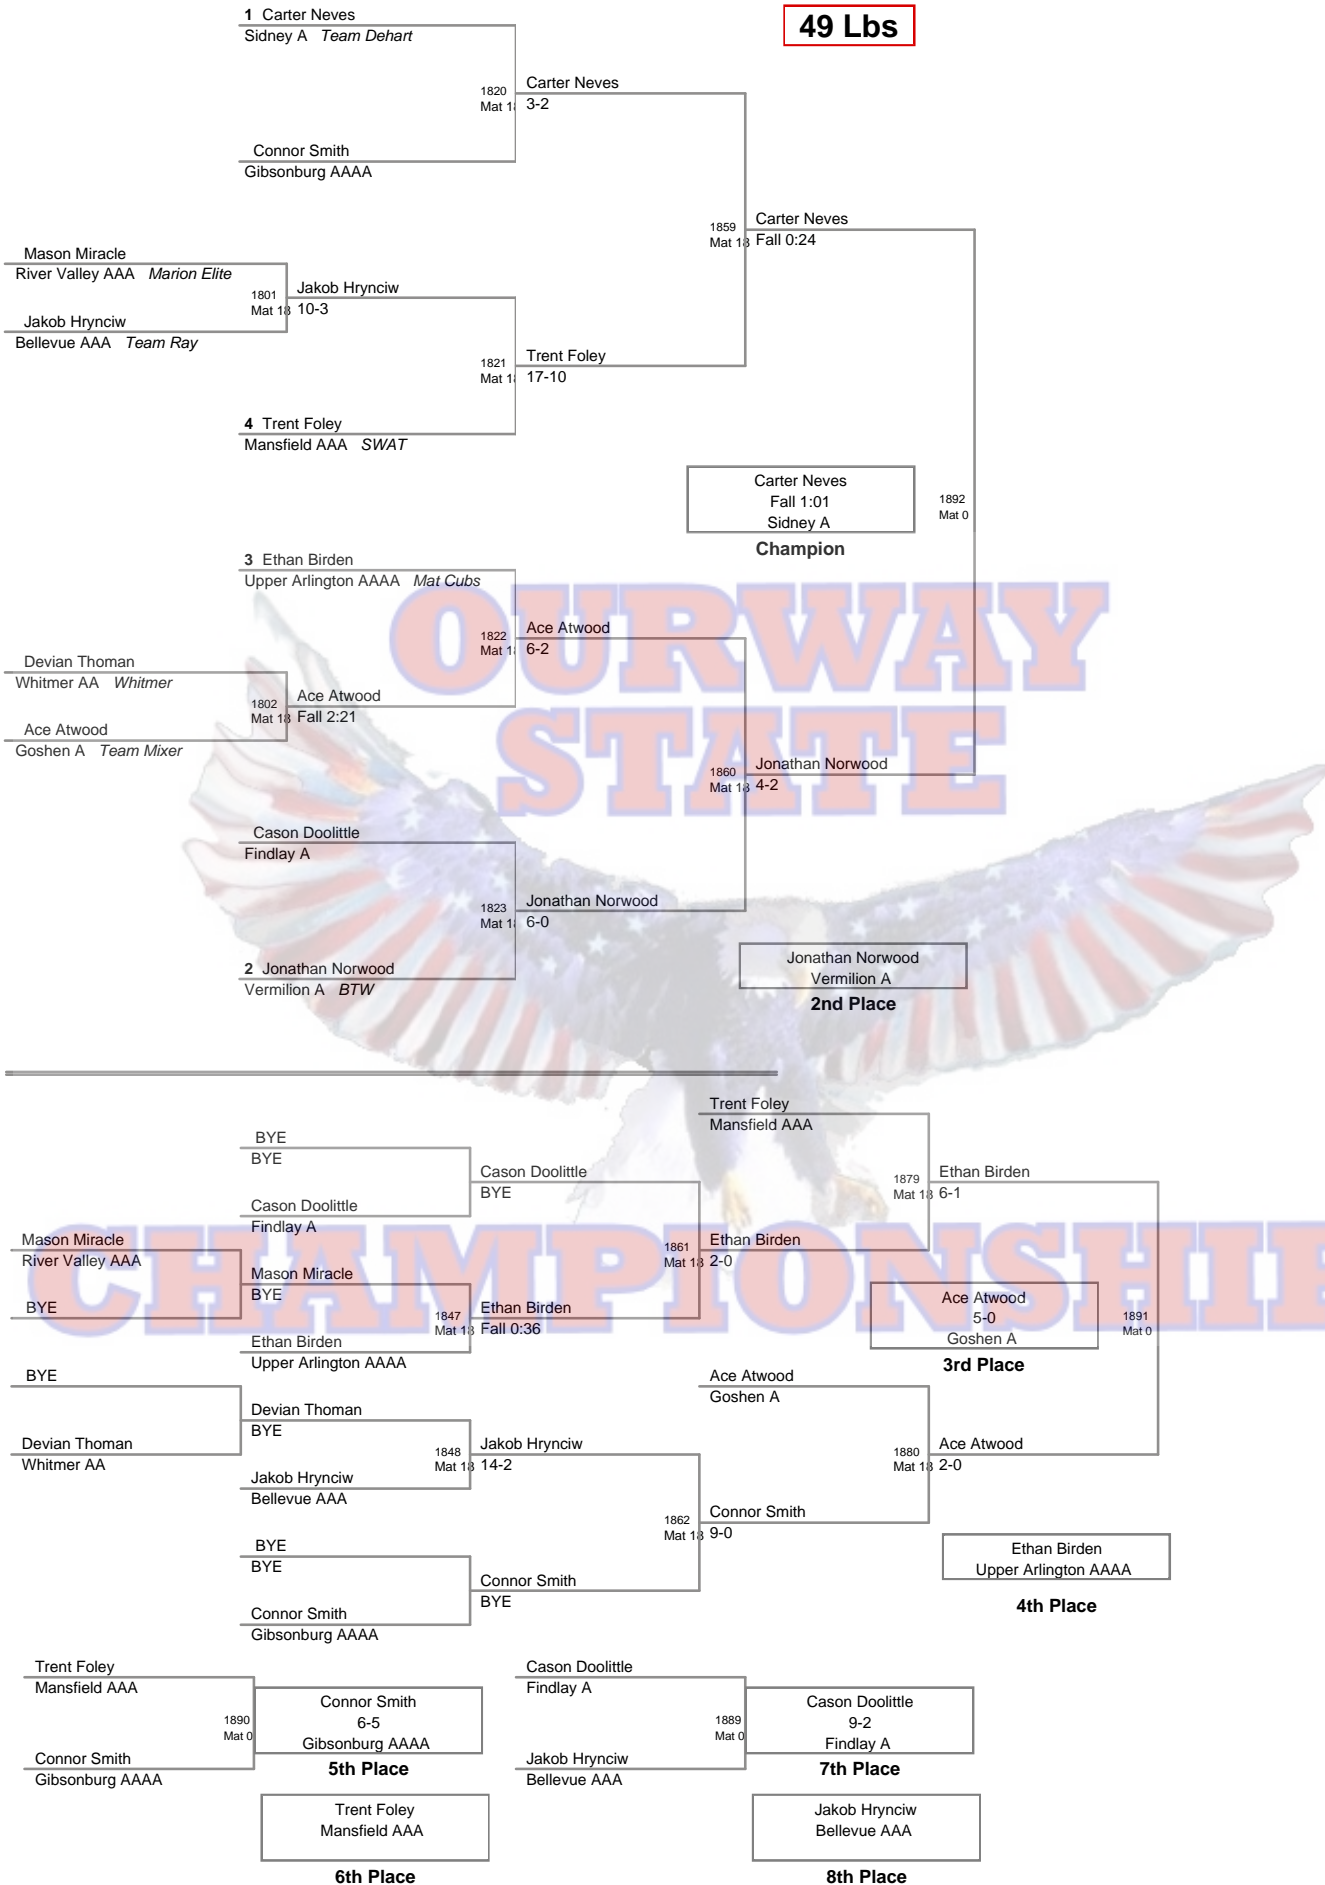 49 Lbs
1 Carter Neves
Sidney A Team Dehart
1820 Carter Neves
Mat 18 3-2
Connor Smith
Gibsonburg AAAA
1859 Carter Neves
Mat 18 Fall 0:24
Mason Miracle
River Valley AAA Marion Elite
1801 Jakob Hrynciw
Mat 18 10-3
Jakob Hrynciw
Bellevue AAA Team Ray
1821 Trent Foley
Mat 18 17-10
4 Trent Foley
Mansfield AAA SWAT
Carter Neves
Fall 1:01
Sidney A
Champion
1892
Mat 0
3 Ethan Birden
Upper Arlington AAAA Mat Cubs
OURWAY
STATE
1822 Ace Atwood
Mat 18 6-2
Devian Thoman
Whitmer AA Whitmer
1802 Ace Atwood
Mat 18 Fall 2:21
Ace Atwood
Goshen A Team Mixer
1860 Jonathan Norwood
Mat 18 4-2
Cason Doolittle
Findlay A
1823 Jonathan Norwood
Mat 18 6-0
2 Jonathan Norwood
Vermilion A BTW
Jonathan Norwood
Vermilion A
2nd Place
Trent Foley
Mansfield AAA
BYE
BYE
Cason Doolittle
BYE
Cason Doolittle
Findlay A
1879 Ethan Birden
Mat 18 6-1
CHAMPIONSHIP
Mason Miracle
River Valley AAA
Mason Miracle
BYE
BYE
1861 Ethan Birden
Mat 18 2-0
1847 Ethan Birden
Mat 18 Fall 0:36
Ethan Birden
Upper Arlington AAAA
Ace Atwood
5-0
Goshen A
3rd Place
1891
Mat 0
BYE
Devian Thoman
BYE
Devian Thoman
Whitmer AA
1848 Jakob Hrynciw
Mat 18 14-2
Jakob Hrynciw
Bellevue AAA
Ace Atwood
Goshen A
1880 Ace Atwood
Mat 18 2-0
1862 Connor Smith
Mat 18 9-0
BYE
BYE
Connor Smith
BYE
Connor Smith
Gibsonburg AAAA
Ethan Birden
Upper Arlington AAAA
4th Place
Trent Foley
Mansfield AAA
1890
Mat 0
Connor Smith
Gibsonburg AAAA
Connor Smith
6-5
Gibsonburg AAAA
5th Place
Trent Foley
Mansfield AAA
6th Place
Cason Doolittle
Findlay A
1889
Mat 0
Jakob Hrynciw
Bellevue AAA
Cason Doolittle
9-2
Findlay A
7th Place
Jakob Hrynciw
Bellevue AAA
8th Place